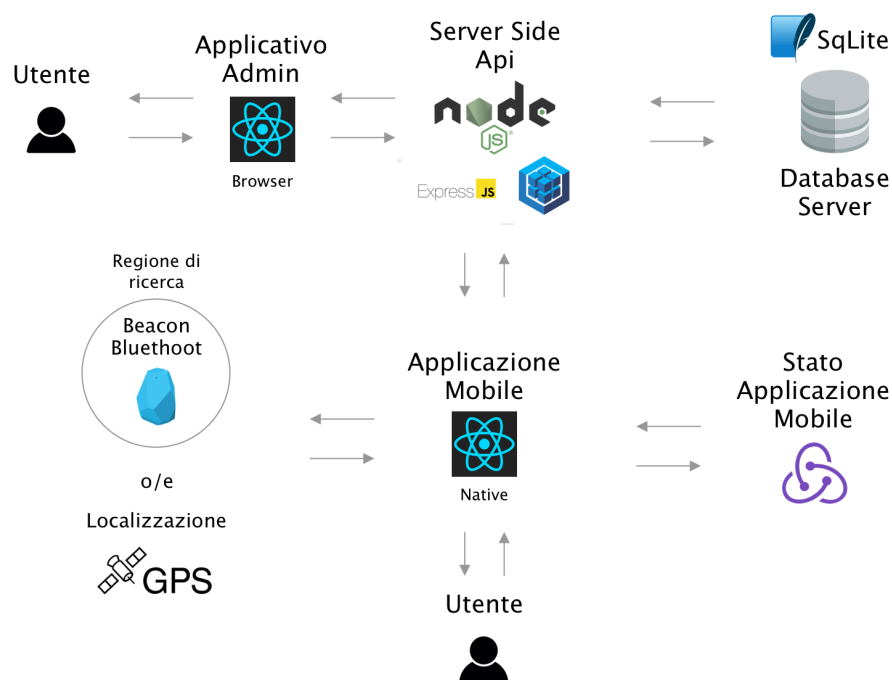 Utente
Applicativo
Admin
Browser
Server Side
Api
node
JS
Express
JS
SqLite
Database
Server
Regione di
ricerca
Beacon
Bluethoot
o/e
Localizzazione
GPS
Applicazione
Mobile
Native
Stato
Applicazione
Mobile
Utente